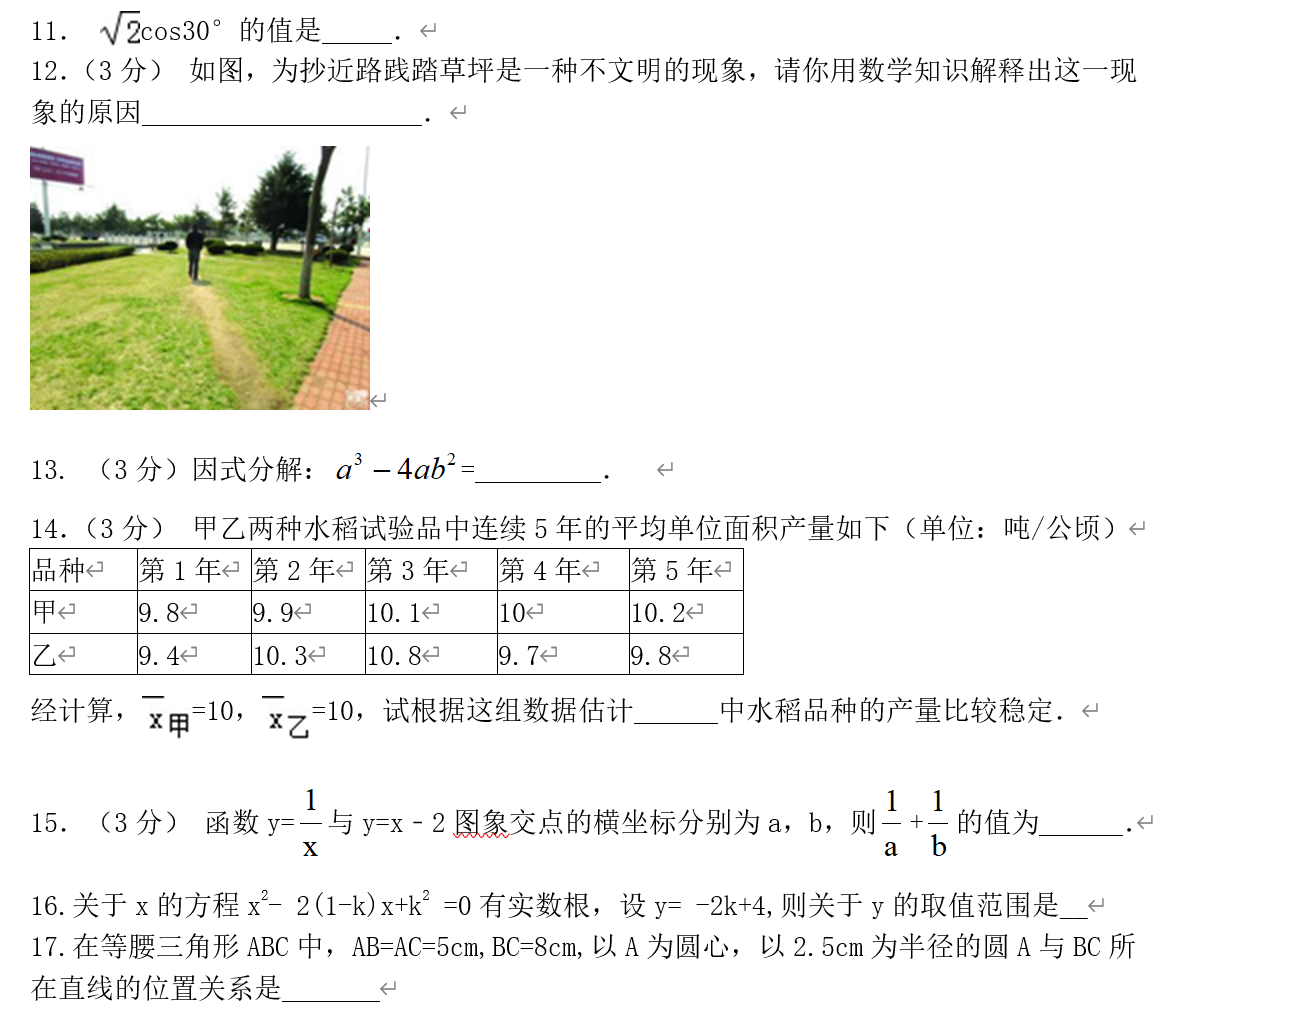 11. √2cos30° 的值是_____.
12.(3 分) 如图,为抄近路践踏草坪是一种不文明的现象,请你用数学知识解释出这一现
象的原因____________________.
13. (3 分)因式分解: a³ − 4ab² =_________.
14.(3 分) 甲乙两种水稻试验品中连续 5 年的平均单位面积产量如下(单位:吨/公顷)
品种 第 1 年 第 2 年 第 3 年 第 4 年 第 5 年
甲 9.8 9.9 10.1 10 10.2
乙 9.4 10.3 10.8 9.7 9.8
经计算,x̄甲=10,x̄乙=10,试根据这组数据估计______中水稻品种的产量比较稳定.
15. (3 分) 函数 y=1/x 与 y=x﹣2 图象交点的横坐标分别为 a,b,则 1/a+1/b 的值为______.
16.关于 x 的方程 x²- 2(1-k)x+k² =0 有实数根,设 y= -2k+4,则关于 y 的取值范围是__
17.在等腰三角形 ABC 中,AB=AC=5cm,BC=8cm,以 A 为圆心,以 2.5cm 为半径的圆 A 与 BC 所
在直线的位置关系是_______